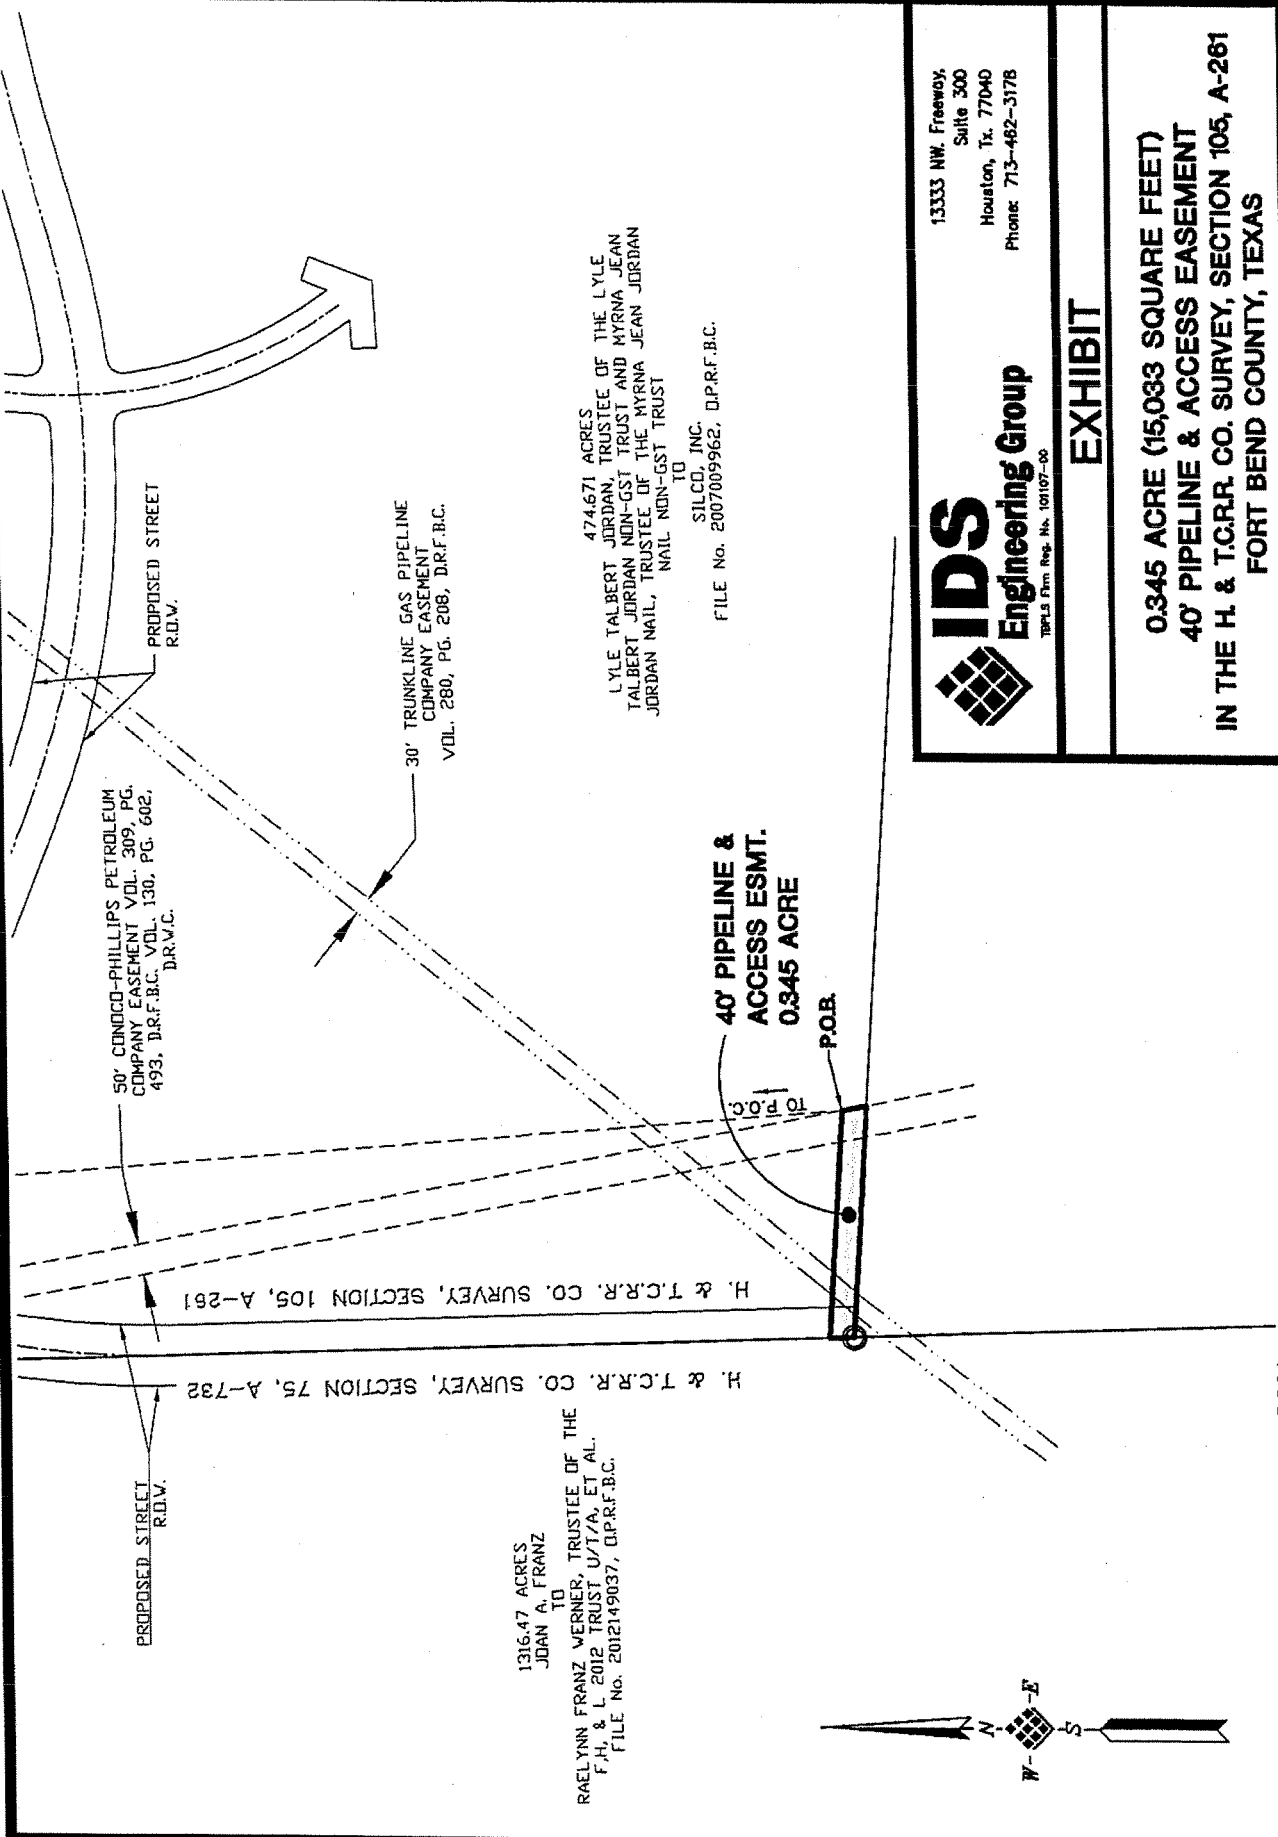 PROPOSED STREET
R.O.W.
50' CONOCO-PHILLIPS PETROLEUM
COMPANY EASEMENT VOL. 309, PG.
493, D.R.F.B.C. VOL. 130, PG. 602,
D.R.W.C.
PROPOSED STREET
R.O.W.
30' TRUNKLINE GAS PIPELINE
COMPANY EASEMENT
VOL. 280, PG. 208, D.R.F.B.C.
H. & T.C.R.R. CO. SURVEY, SECTION 75, A-732
H. & T.C.R.R. CO. SURVEY, SECTION 105, A-261
1316.47 ACRES
JOAN A. FRANZ
TO
RAELYNN FRANZ WERNER, TRUSTEE OF THE
F,H, & L 2012 TRUST U/T/A, ET AL.
FILE No. 2012149037, O.P.R.F.B.C.
474.671 ACRES
LYLE TALBERT JORDAN, TRUSTEE OF THE LYLE
TALBERT JORDAN NON-GST TRUST AND MYRNA JEAN
JORDAN NAIL, TRUSTEE OF THE MYRNA JEAN JORDAN
NAIL NON-GST TRUST
TO
SILCO, INC.
FILE No. 2007009962, O.P.R.F.B.C.
40' PIPELINE &
ACCESS ESMT.
0.345 ACRE
TO P.O.C.
P.O.B.
N
W E
S
IDS
Engineering Group
TBPLS Firm Reg. No. 101107-00
13333 NW. Freeway,
Suite 300
Houston, Tx. 77040
Phone: 713-462-3178
EXHIBIT
0.345 ACRE (15,033 SQUARE FEET)
40' PIPELINE & ACCESS EASEMENT
IN THE H. & T.C.R.R. CO. SURVEY, SECTION 105, A-261
FORT BEND COUNTY, TEXAS